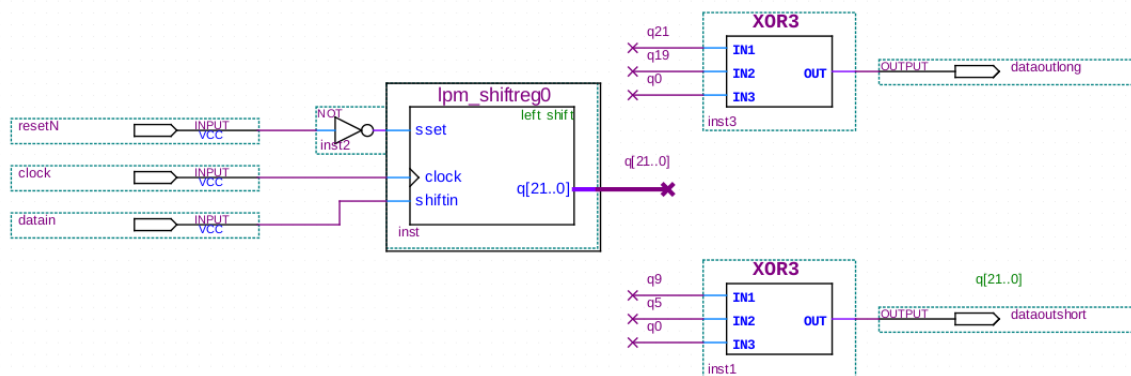 XOR3
q21
IN1
q19
IN2
OUT
OUTPUT
dataoutlong
q0
IN3
inst3
lpm_shiftreg0
left shift
resetN
INPUT
VCC
NOT
inst2
sset
q[21..0]
clock
INPUT
VCC
clock
q[21..0]
datain
INPUT
VCC
shiftin
inst
XOR3
q[21..0]
q9
IN1
q5
IN2
OUT
OUTPUT
dataoutshort
q0
IN3
inst1